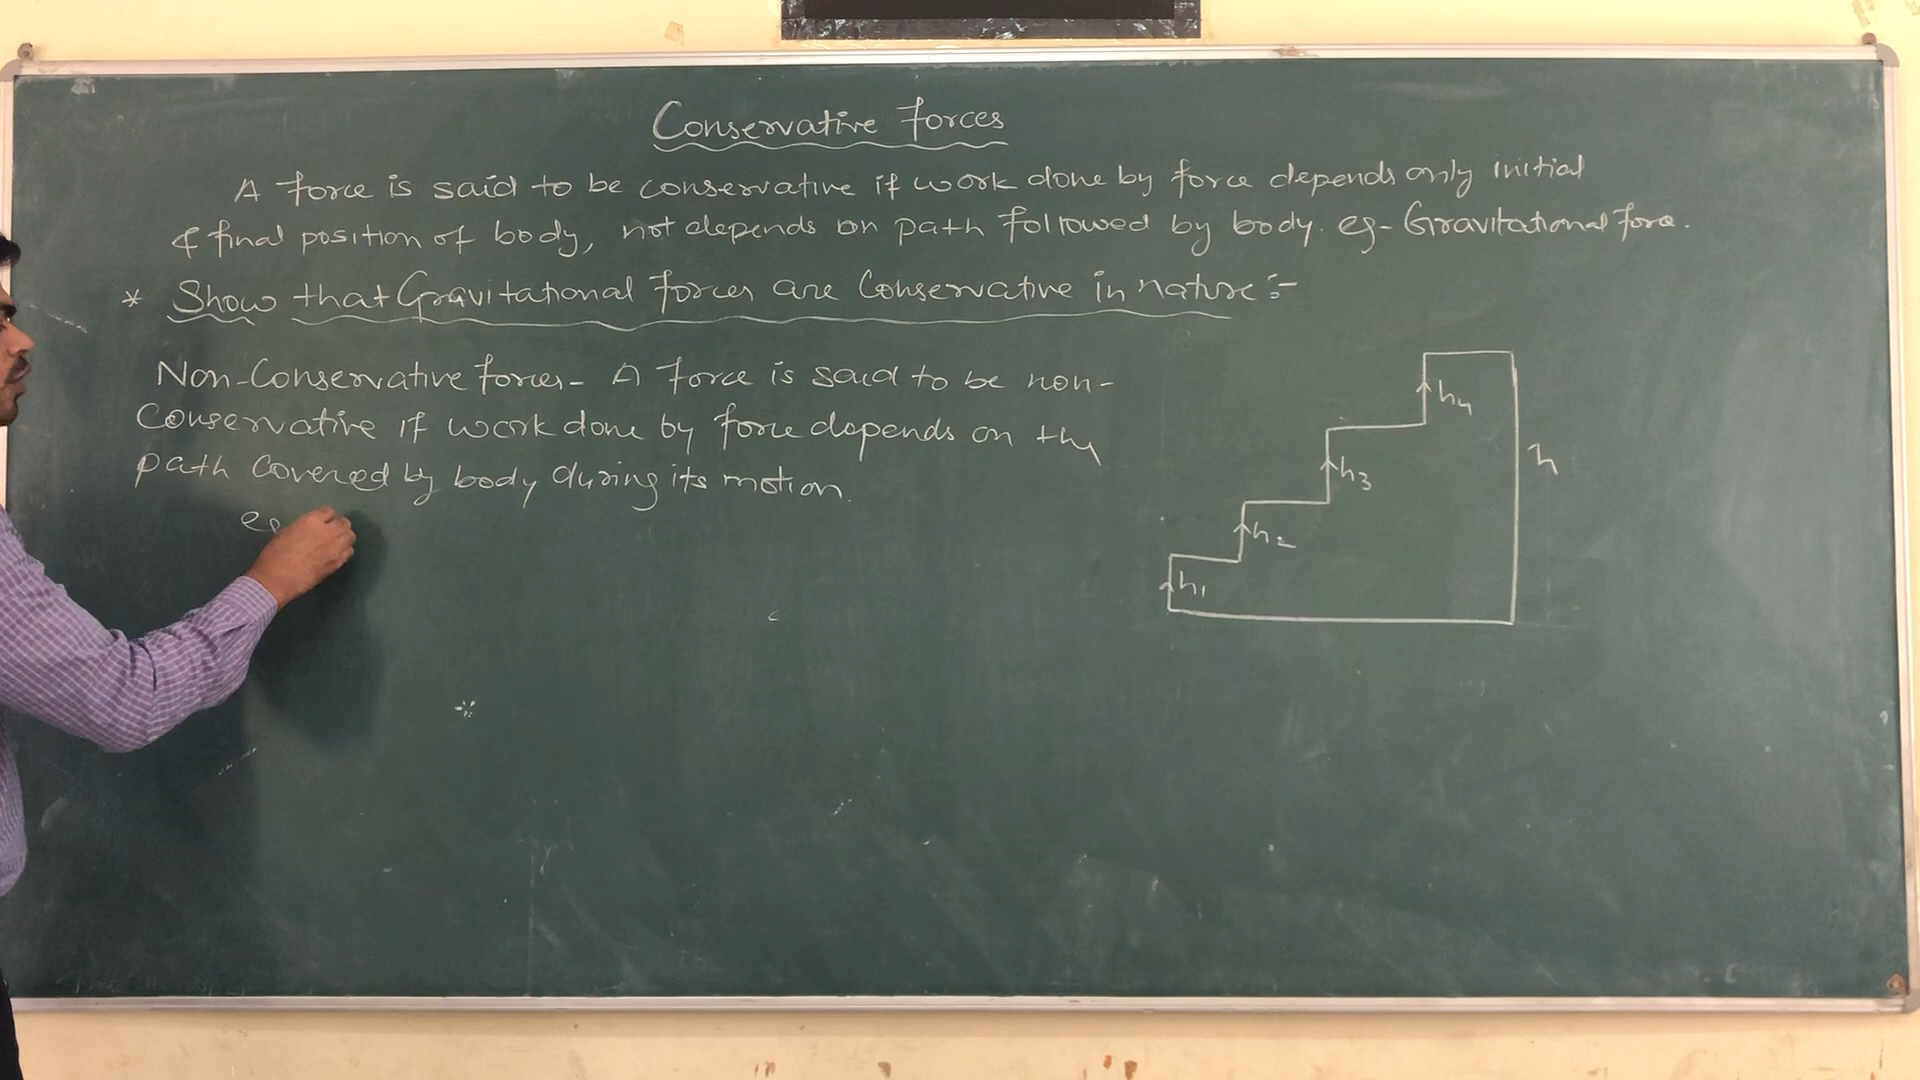 Conservative forces
A force is said to be conservative if work done by force depends only initial
& final position of body, not depends on path followed by body. eg- Gravitational force.
* Show that Gravitational forces are Conservative in nature :-
Non-Conservative forces - A force is said to be non-
Conservative if work done by force depends on the
path covered by body during its motion.
h4
h
h3
h2
h1